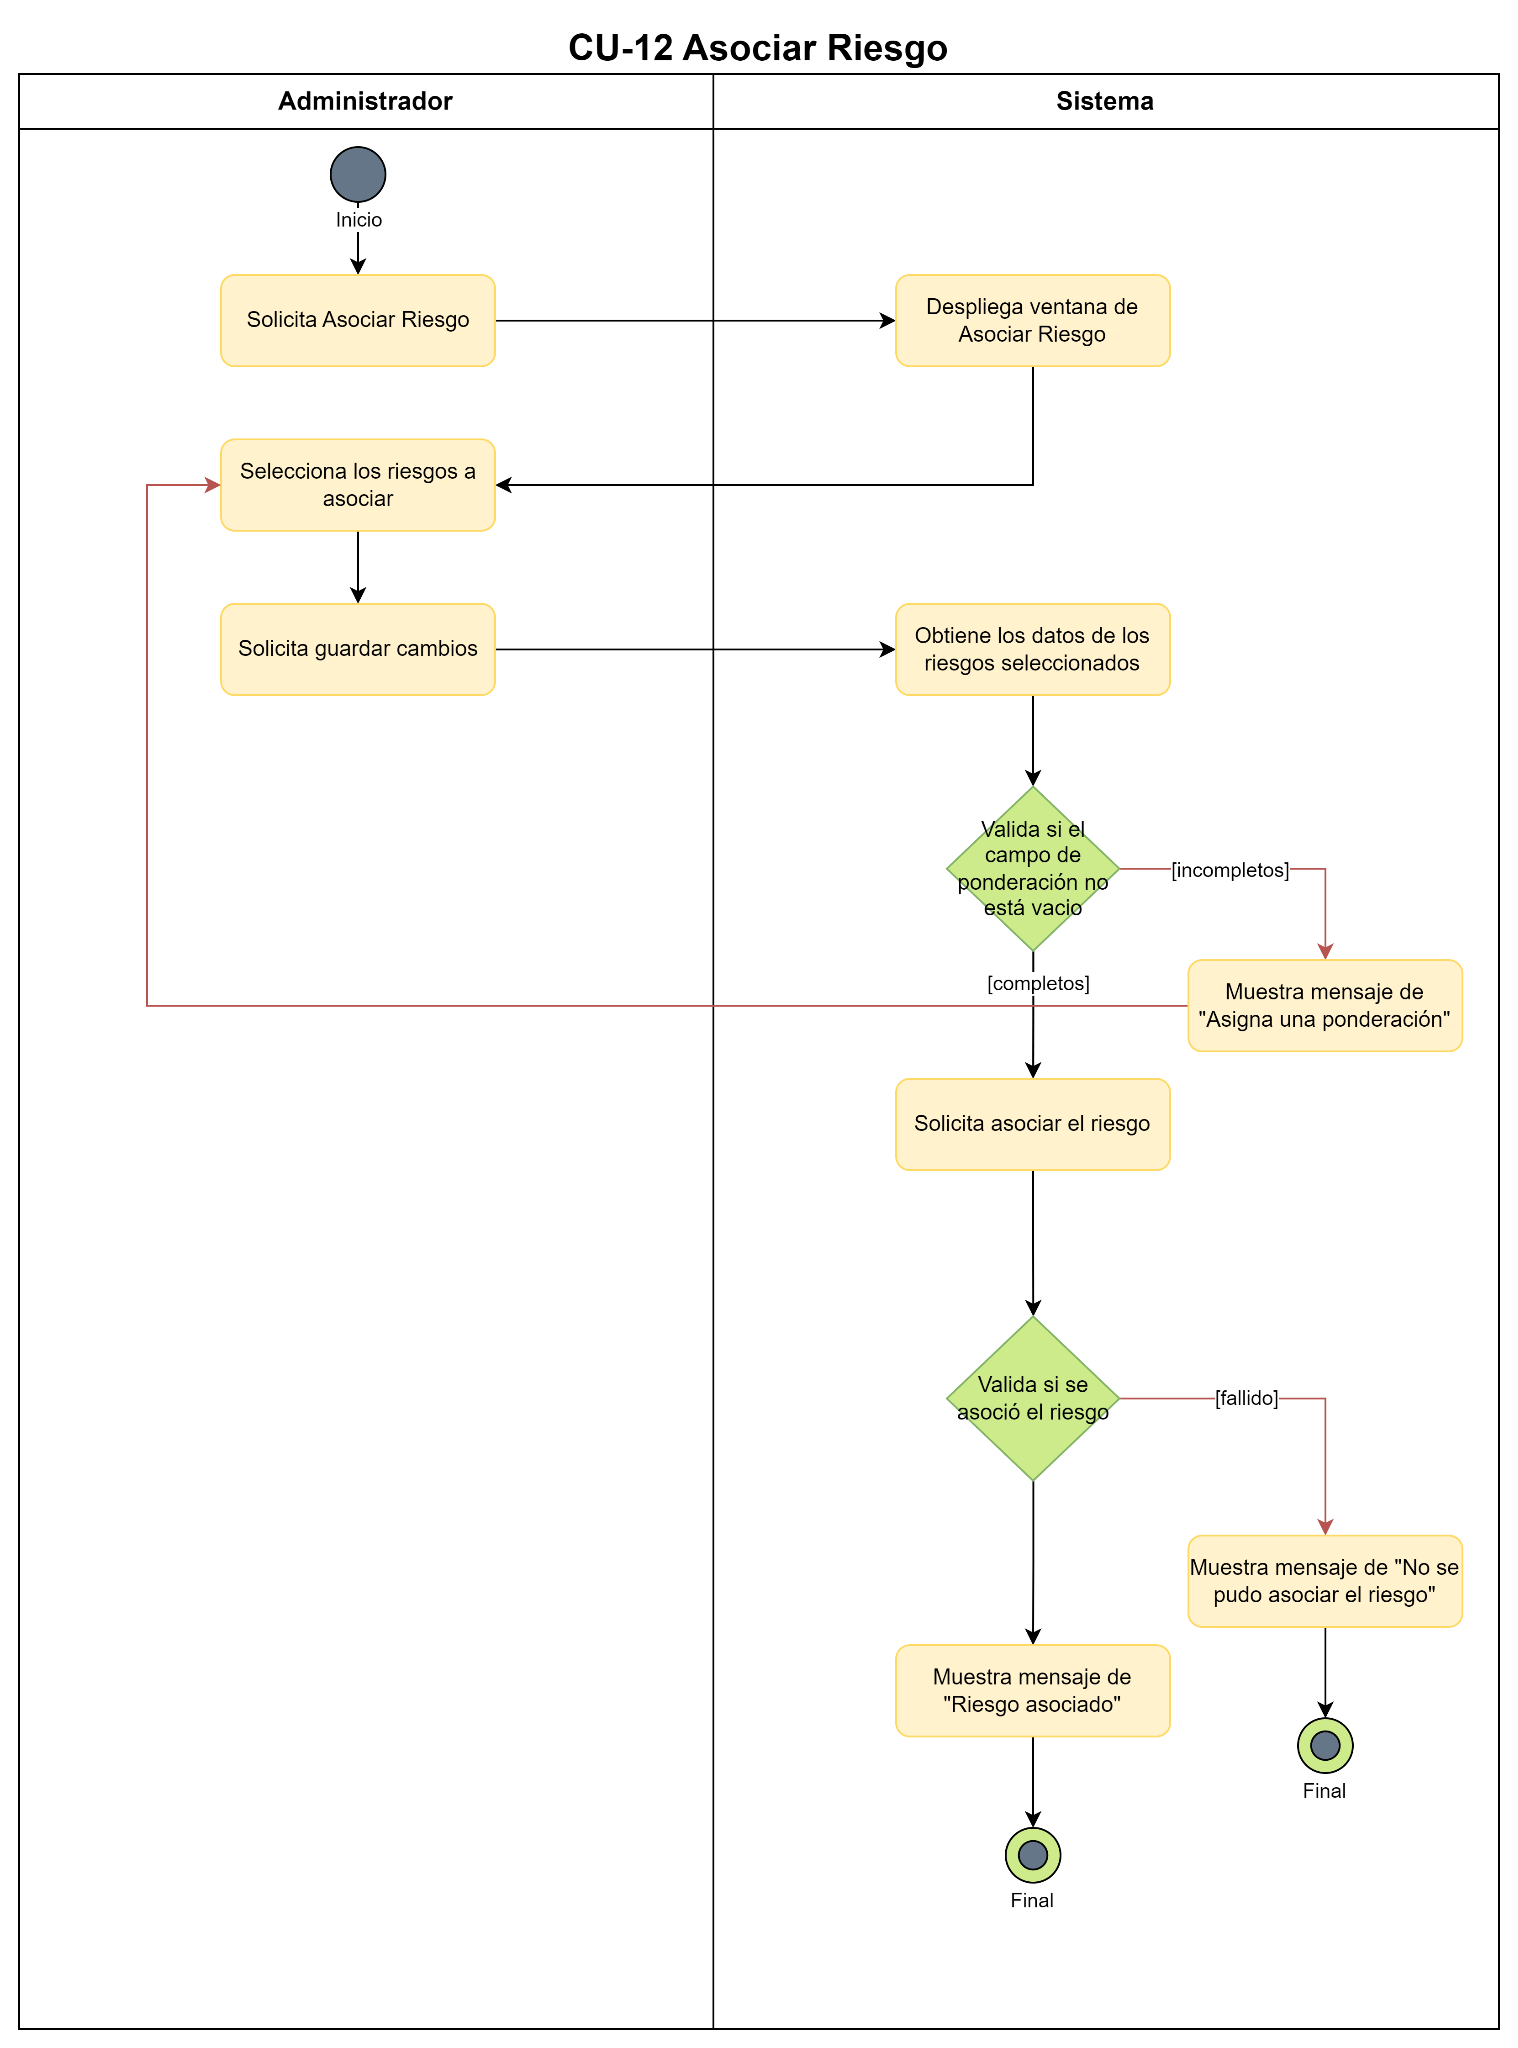 CU-12 Asociar Riesgo
Administrador
Sistema
Inicio
Solicita Asociar Riesgo
Despliega ventana de
Asociar Riesgo
Selecciona los riesgos a
asociar
Solicita guardar cambios
Obtiene los datos de los
riesgos seleccionados
Valida si el
campo de
ponderación no
está vacio
[incompletos]
[completos]
Muestra mensaje de
"Asigna una ponderación"
Solicita asociar el riesgo
Valida si se
asoció el riesgo
[fallido]
Muestra mensaje de "No se
pudo asociar el riesgo"
Muestra mensaje de
"Riesgo asociado"
Final
Final